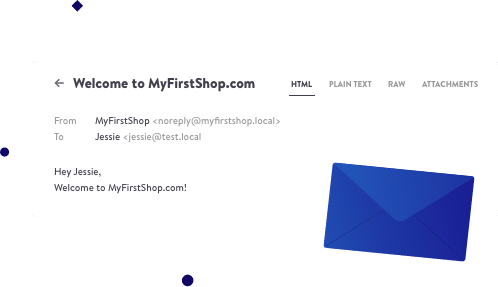 ← Welcome to MyFirstShop.com
HTML PLAIN TEXT RAW ATTACHMENTS
From MyFirstShop <noreply@myfirstshop.local>
To Jessie <jessie@test.local
Hey Jessie,
Welcome to MyFirstShop.com!